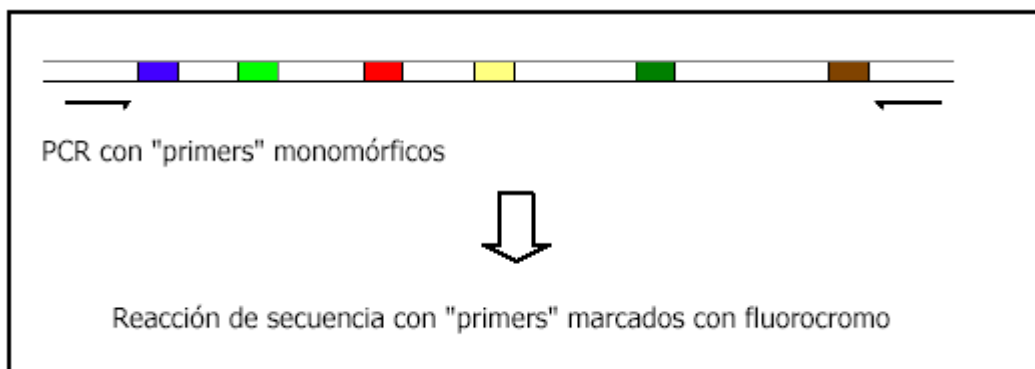 PCR con "primers" monomórficos
Reacción de secuencia con "primers" marcados con fluorocromo